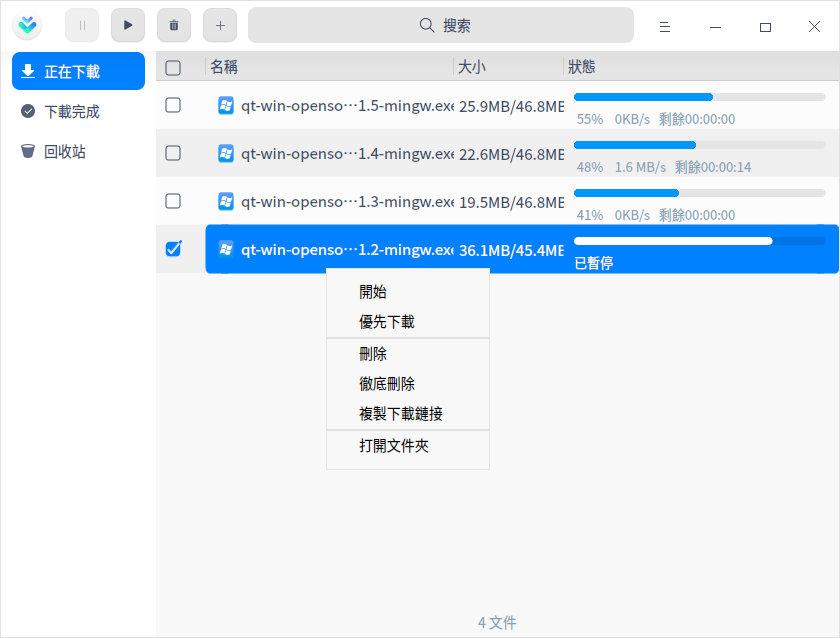 搜索
正在下載
下載完成
回收站
名稱 大小 狀態
qt-win-openso···1.5-mingw.exe 25.9MB/46.8MB
55% 0KB/s 剩餘00:00:00
qt-win-openso···1.4-mingw.exe 22.6MB/46.8MB
48% 1.6 MB/s 剩餘00:00:14
qt-win-openso···1.3-mingw.exe 19.5MB/46.8MB
41% 0KB/s 剩餘00:00:00
qt-win-openso···1.2-mingw.exe 36.1MB/45.4MB
已暫停
開始
優先下載
刪除
徹底刪除
複製下載鏈接
打開文件夾
4 文件